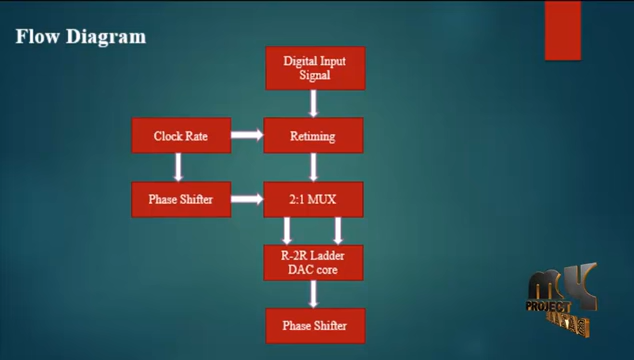 Flow Diagram
Digital Input
Signal
Clock Rate
Retiming
Phase Shifter
2:1 MUX
R-2R Ladder
DAC core
Phase Shifter
PROJECT